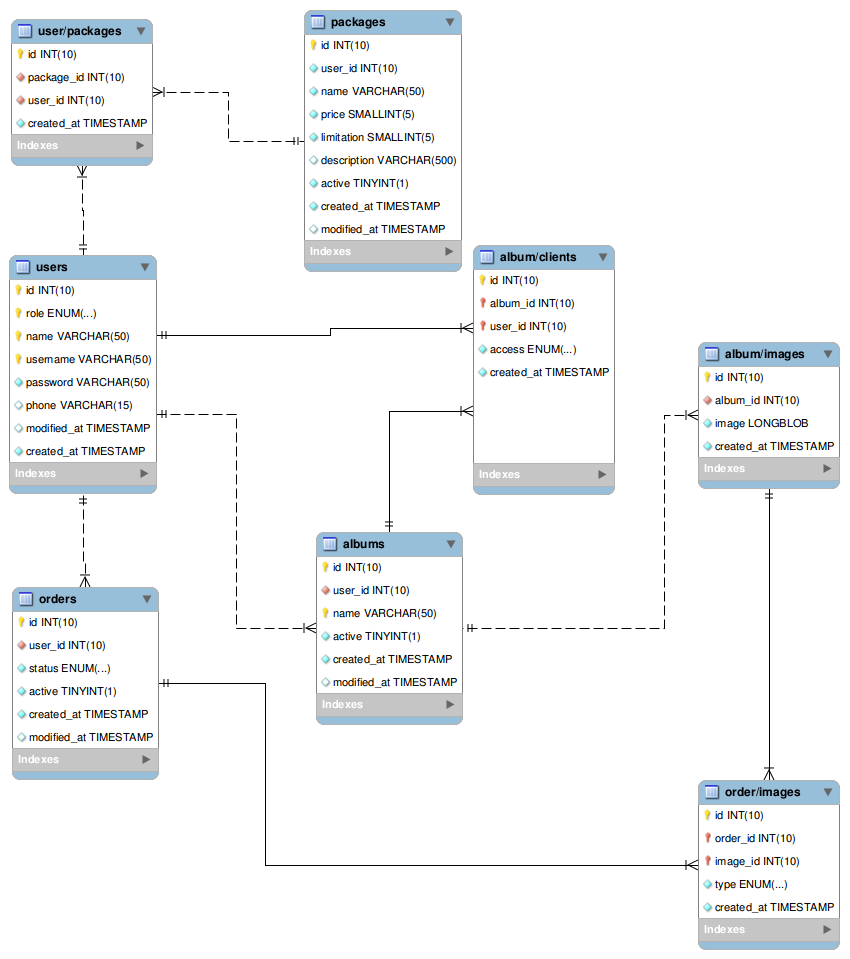 user/packages
id INT(10)
package_id INT(10)
user_id INT(10)
created_at TIMESTAMP
Indexes
packages
id INT(10)
user_id INT(10)
name VARCHAR(50)
price SMALLINT(5)
limitation SMALLINT(5)
description VARCHAR(500)
active TINYINT(1)
created_at TIMESTAMP
modified_at TIMESTAMP
Indexes
users
id INT(10)
role ENUM(...)
name VARCHAR(50)
username VARCHAR(50)
password VARCHAR(50)
phone VARCHAR(15)
modified_at TIMESTAMP
created_at TIMESTAMP
Indexes
album/clients
id INT(10)
album_id INT(10)
user_id INT(10)
access ENUM(...)
created_at TIMESTAMP
Indexes
album/images
id INT(10)
album_id INT(10)
image LONGBLOB
created_at TIMESTAMP
Indexes
albums
id INT(10)
user_id INT(10)
name VARCHAR(50)
active TINYINT(1)
created_at TIMESTAMP
modified_at TIMESTAMP
Indexes
orders
id INT(10)
user_id INT(10)
status ENUM(...)
active TINYINT(1)
created_at TIMESTAMP
modified_at TIMESTAMP
Indexes
order/images
id INT(10)
order_id INT(10)
image_id INT(10)
type ENUM(...)
created_at TIMESTAMP
Indexes